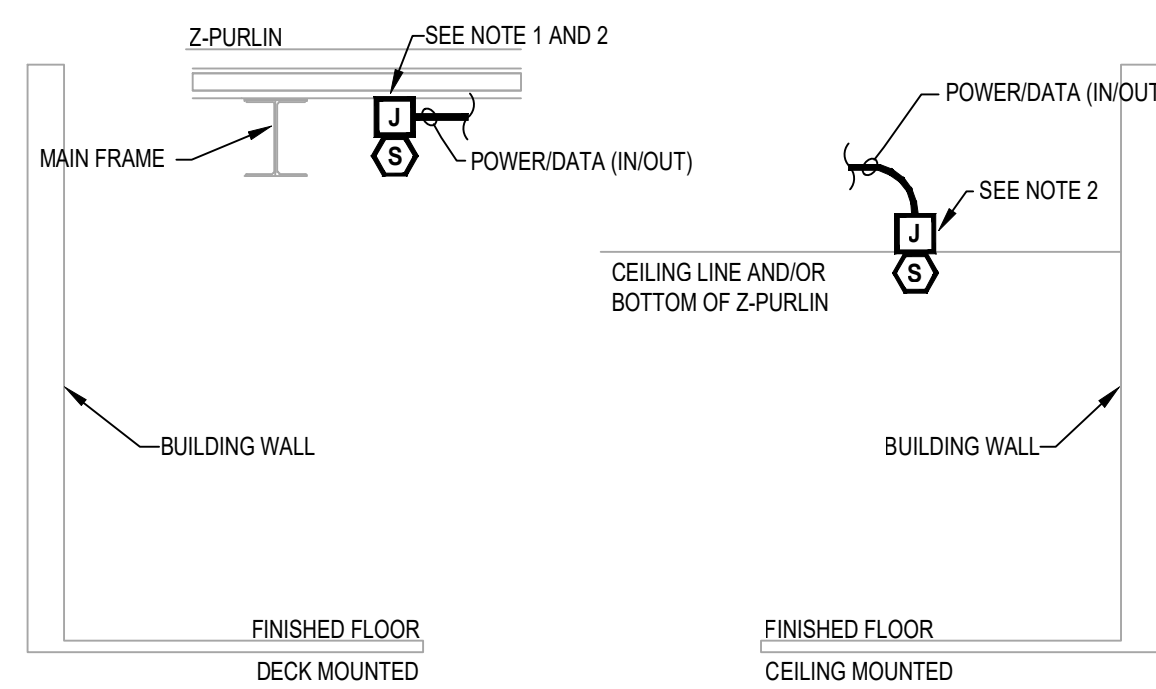 Z-PURLIN
SEE NOTE 1 AND 2
J
S
MAIN FRAME
POWER/DATA (IN/OUT)
BUILDING WALL
FINISHED FLOOR
DECK MOUNTED
POWER/DATA (IN/OUT
SEE NOTE 2
J
S
CEILING LINE AND/OR
BOTTOM OF Z-PURLIN
BUILDING WALL
FINISHED FLOOR
CEILING MOUNTED